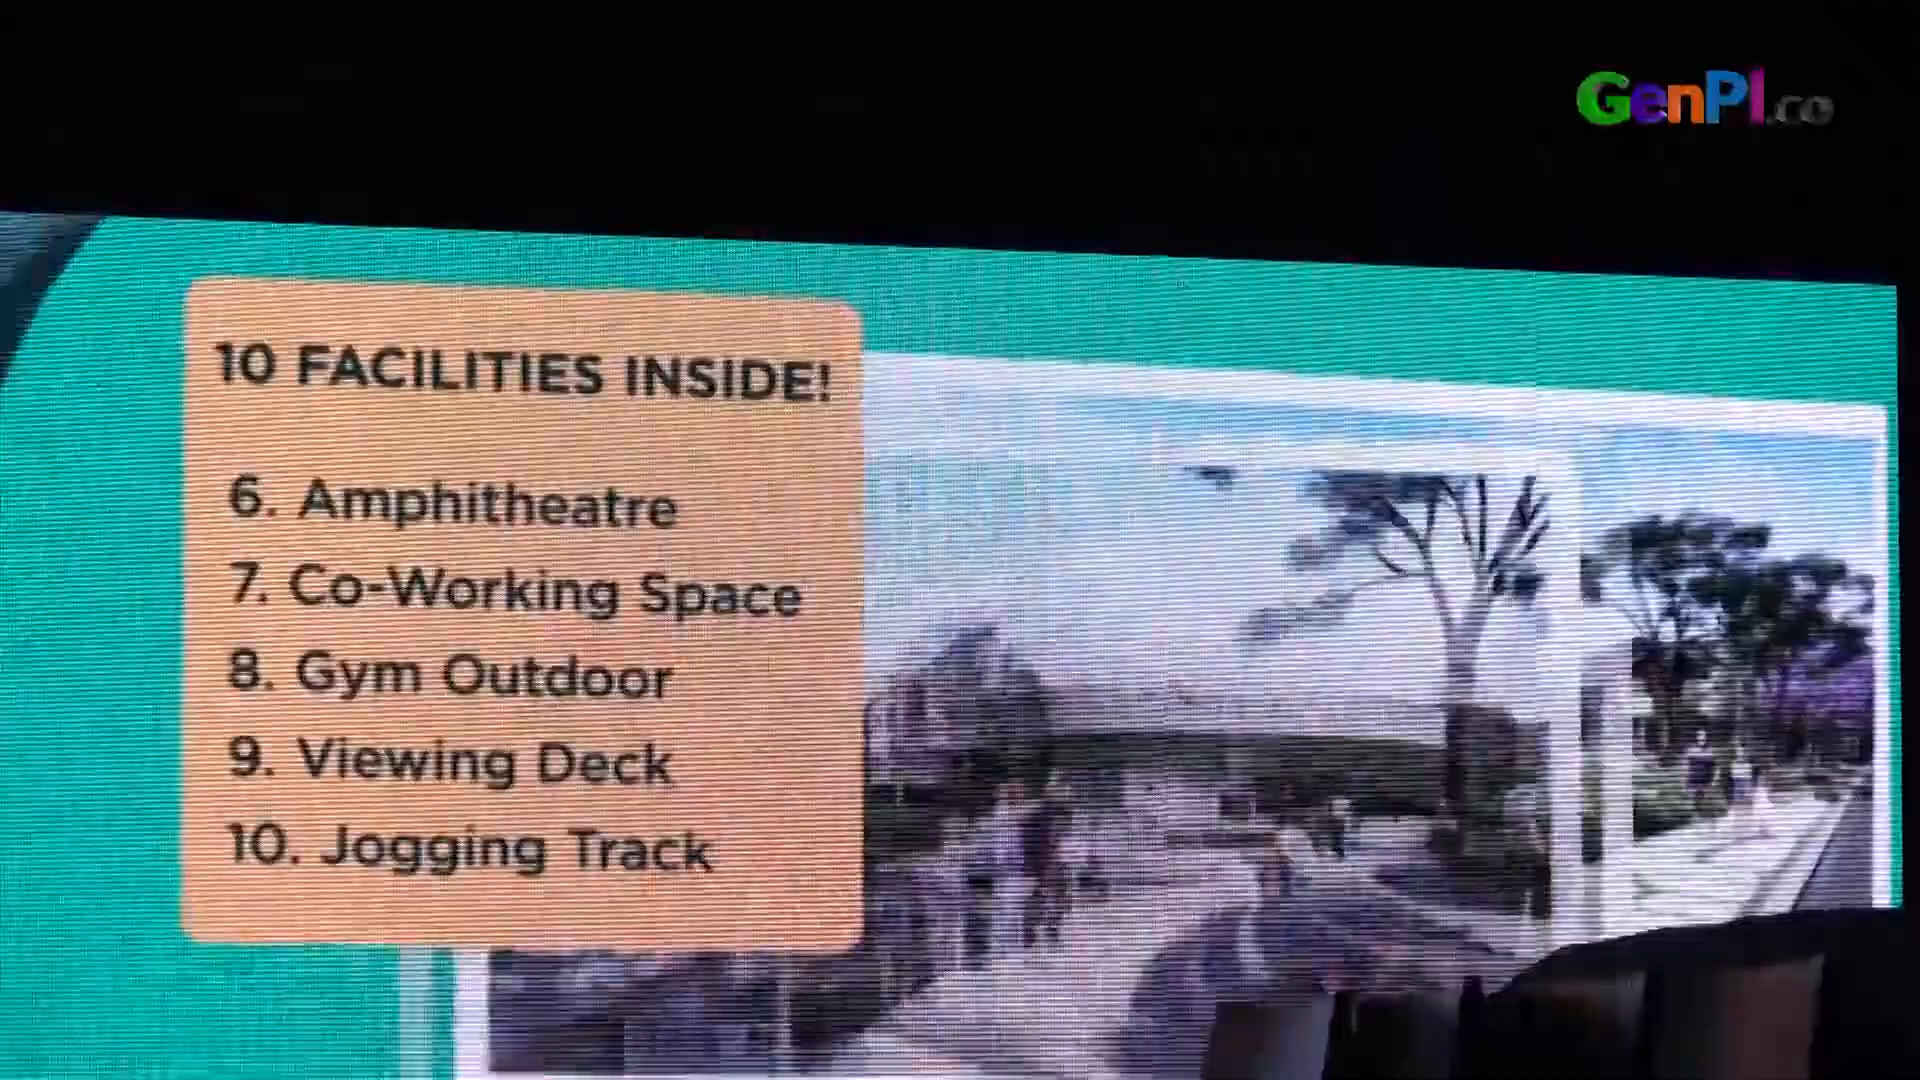 GenPI.co
10 FACILITIES INSIDE!
6. Amphitheatre
7. Co-Working Space
8. Gym Outdoor
9. Viewing Deck
10. Jogging Track